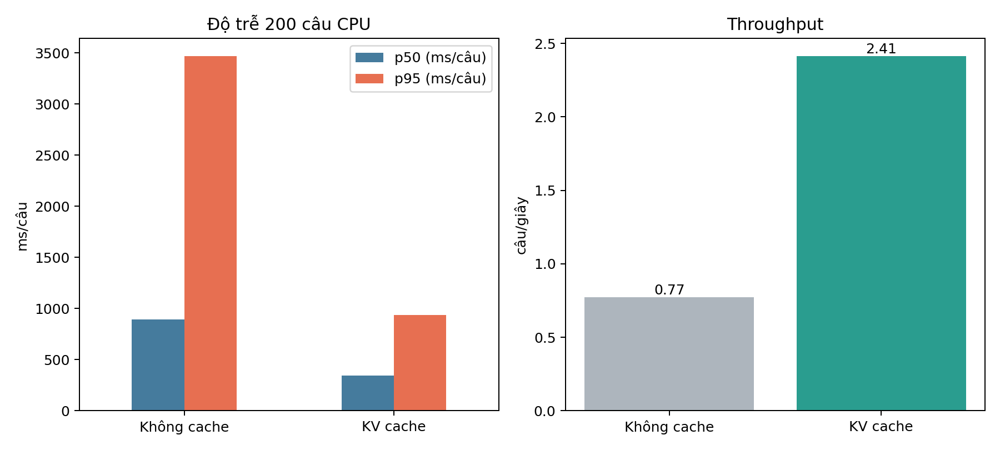 Độ trễ 200 câu CPU
p50 (ms/câu)
p95 (ms/câu)
ms/câu
3500
3000
2500
2000
1500
1000
500
0
Không cache
KV cache
Throughput
câu/giây
2.5
2.0
1.5
1.0
0.5
0.0
2.41
0.77
Không cache
KV cache